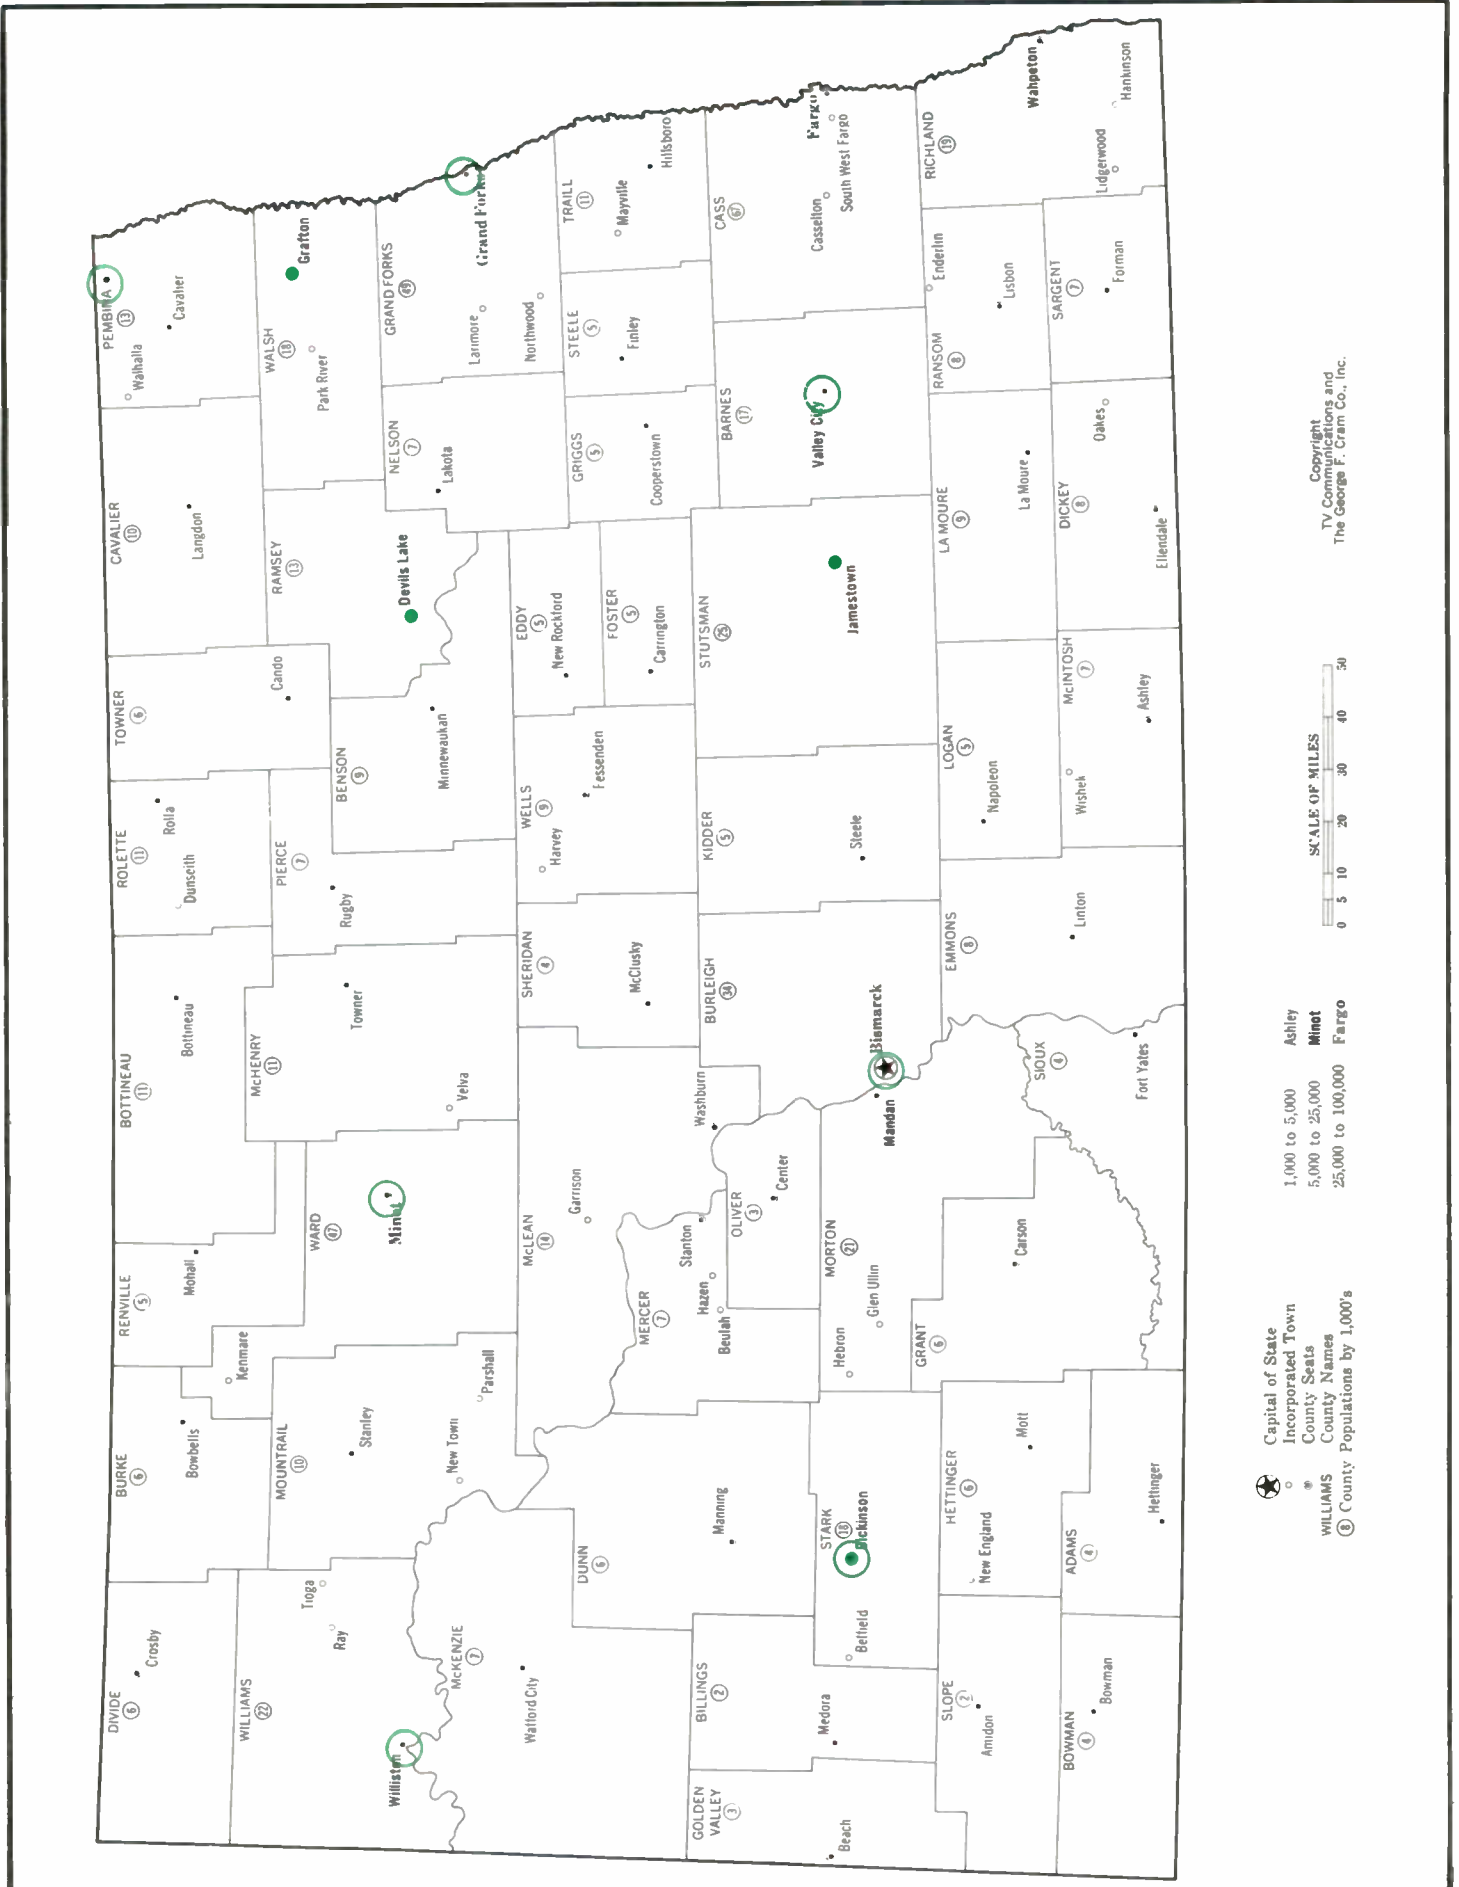 DIVIDE
6
Crosby
BURKE
6
Bowbells
RENVILLE
5
Mohall
BOTTINEAU
11
Bottineau
ROLETTE
11
Rolla
Dunseith
TOWNER
6
Cando
CAVALIER
10
Langdon
PEMBINA
13
Walhalla
Cavalier
WILLIAMS
22
Tioga
Ray
Williston
MOUNTRAIL
10
Stanley
New Town
Parshall
Kenmare
WARD
47
Minot
McHENRY
11
Towner
Velva
PIERCE
7
Rugby
BENSON
9
Minnewaukan
RAMSEY
13
Devils Lake
WALSH
18
Park River
Grafton
NELSON
7
Lakota
GRAND FORKS
49
Larimore
Northwood
Grand Forks
McKENZIE
7
Watford City
DUNN
6
Manning
McLEAN
14
Garrison
Washburn
MERCER
7
Stanton
Hazen
Beulah
OLIVER
3
Center
SHERIDAN
4
McClusky
WELLS
9
Harvey
Fessenden
EDDY
5
New Rockford
FOSTER
5
Carrington
GRIGGS
5
Cooperstown
STEELE
5
Finley
TRAILL
11
Mayville
Hillsboro
GOLDEN
VALLEY
3
Beach
BILLINGS
2
Medora
STARK
18
Dickinson
Belfield
MORTON
21
Hebron
Glen Ullin
Mandan
BURLEIGH
34
Bismarck
KIDDER
5
Steele
STUTSMAN
25
Jamestown
BARNES
17
Valley City
CASS
67
Casselton
South West Fargo
Fargo
SLOPE
2
Amidon
HETTINGER
6
New England
Mott
GRANT
6
Carson
SIOUX
4
Fort Yates
EMMONS
8
Linton
LOGAN
5
Napoleon
LA MOURE
9
La Moure
RANSOM
8
Enderlin
Lisbon
RICHLAND
19
Wahpeton
Hankinson
Lidgerwood
BOWMAN
4
Bowman
ADAMS
4
Hettinger
McINTOSH
7
Wishek
Ashley
DICKEY
8
Ellendale
Oakes
SARGENT
7
Forman
Capital of State
Incorporated Town
County Seats
WILLIAMS County Names
8 County Populations by 1,000's
1,000 to 5,000 Ashley
5,000 to 25,000 Minot
25,000 to 100,000 Fargo
SCALE OF MILES
0 5 10 20 30 40 50
Copyright
TV Communications and
The George F. Cram Co., Inc.